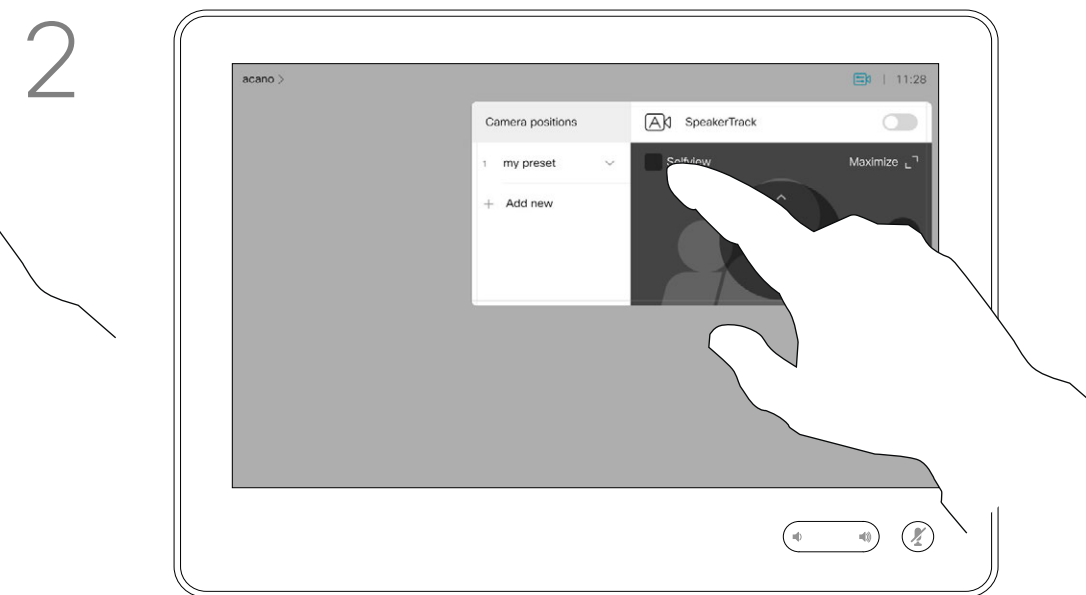 2
acano >
11:28
Camera positions
SpeakerTrack
1 my preset
Selfview
Maximize
+ Add new